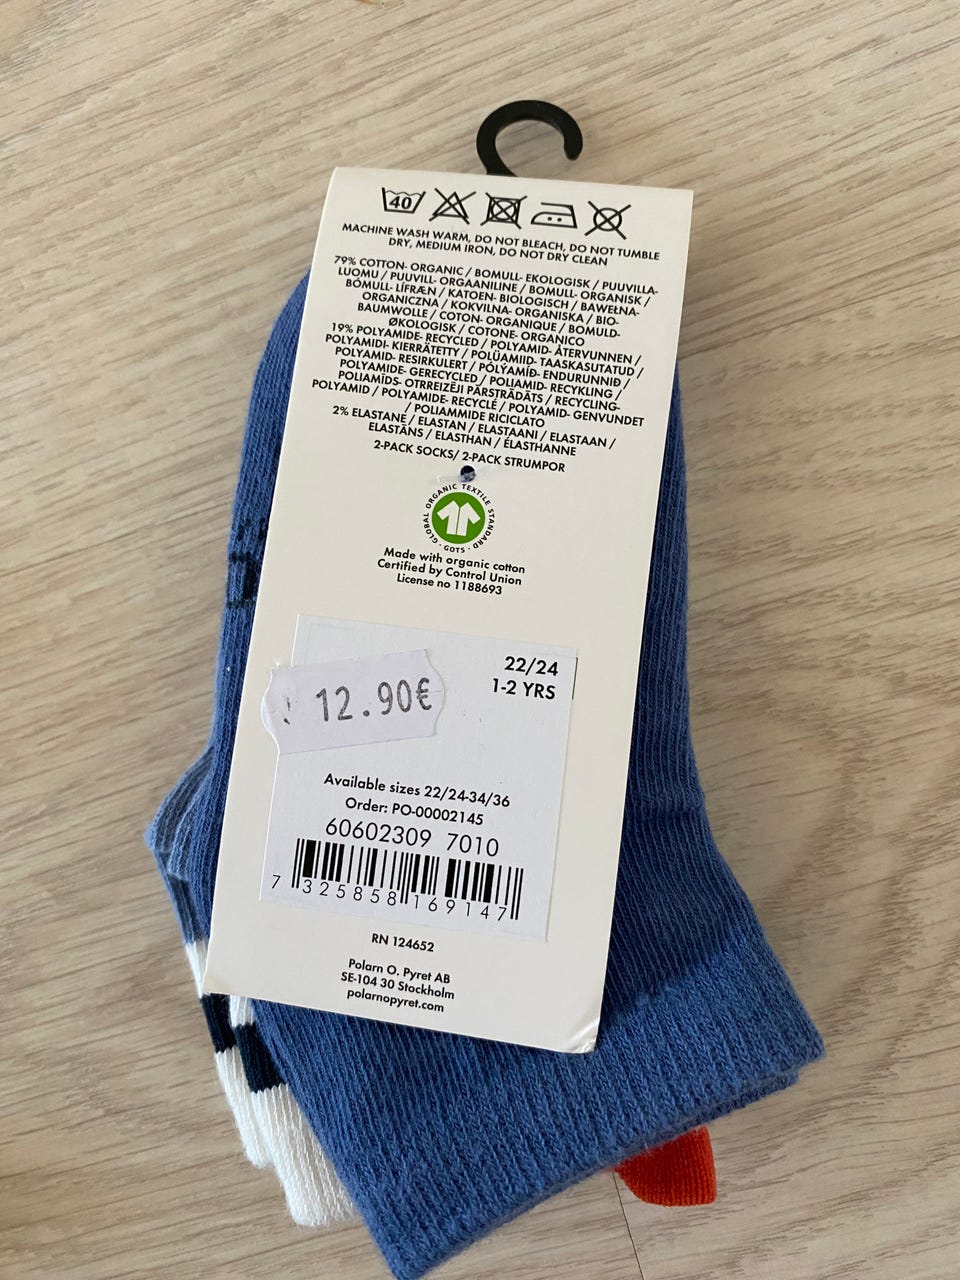 40
MACHINE WASH WARM, DO NOT BLEACH, DO NOT TUMBLE
DRY, MEDIUM IRON, DO NOT DRY CLEAN
79% COTTON- ORGANIC / BOMULL- EKOLOGISK / PUUVILLA-
LUOMU / PUUVILL- ORGAANILINE / BOMULL- ORGANISK /
BÓMULL- LÍFRÆN / KATOEN- BIOLOGISCH / BAWEŁNA-
ORGANICZNA / KOKVILNA- ORGANISKA / BIO-
BAUMWOLLE / COTON- ORGANIQUE / BOMULD-
ØKOLOGISK / COTONE- ORGANICO
19% POLYAMIDE- RECYCLED / POLYAMID- ÅTERVUNNEN /
POLYAMIDI- KIERRÄTETTY / POLÜAMIID- TAASKASUTATUD /
POLYAMID- RESIRKULERT / PÓLÝAMÍÐ- ENDURUNNIÐ /
POLYAMIDE- GERECYCLED / POLIAMID- RECYKLING /
POLIAMĪDS- OTRREIZĒJI PĀRSTRĀDĀTS / RECYCLING-
POLYAMID / POLYAMIDE- RECYCLÉ / POLYAMID- GENVUNDET
/ POLIAMMIDE RICICLATO
2% ELASTANE / ELASTAN / ELASTAANI / ELASTAAN /
ELASTĀNS / ELASTHAN / ÉLASTHANNE
2-PACK SOCKS/ 2-PACK STRUMPOR
GLOBAL ORGANIC TEXTILE STANDARD · GOTS ·
Made with organic cotton
Certified by Control Union
License no 1188693
22/24
1-2 YRS
12.90€
Available sizes 22/24-34/36
Order: PO-00002145
60602309 7010
7 325858 169147
RN 124652
Polarn O. Pyret AB
SE-104 30 Stockholm
polarnopyret.com